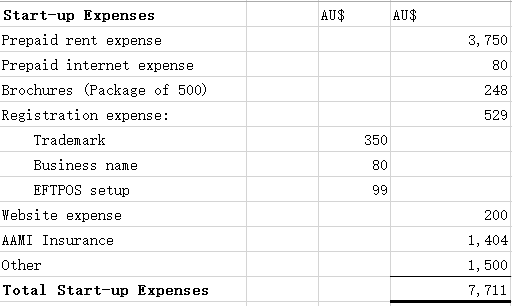 Start-up Expenses AU$ AU$
Prepaid rent expense 3,750
Prepaid internet expense 80
Brochures (Package of 500) 248
Registration expense: 529
Trademark 350
Business name 80
EFTPOS setup 99
Website expense 200
AAMI Insurance 1,404
Other 1,500
Total Start-up Expenses 7,711